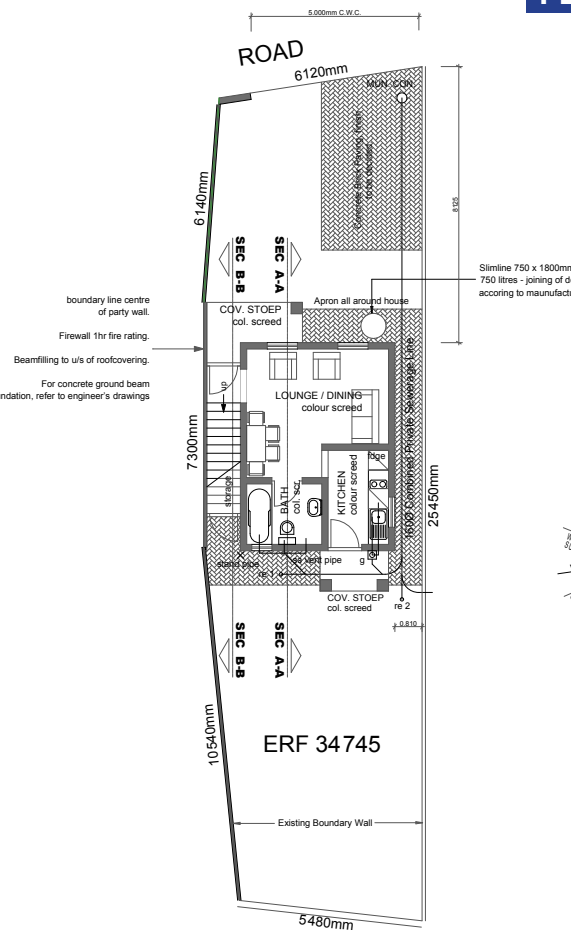 5.000mm C.W.C.
ROAD
6120mm
MUN. CON.
Concrete Brick Paving, finish
to be decided.
6140mm
8125
SEC B-B
SEC A-A
Slimline 750 x 1800mm
750 litres - joining of
accoring to
boundary line centre
of party wall.
Firewall 1hr fire rating.
Beamfilling to u/s of roofcovering.
For concrete ground beam
refer to engineer's drawings
COV. STOEP
col. screed
Apron all around house
up
LOUNGE / DINING
colour screed
7300mm
storage
BATH
col. scr.
KITCHEN
colour screed
fdge
Combined Private Sewerage Line
25450mm
stand pipe
vent pipe
g
re 1
COV. STOEP
col. screed
re 2
0.810
SEC B-B
SEC A-A
10540mm
ERF 34745
Existing Boundary Wall
5480mm